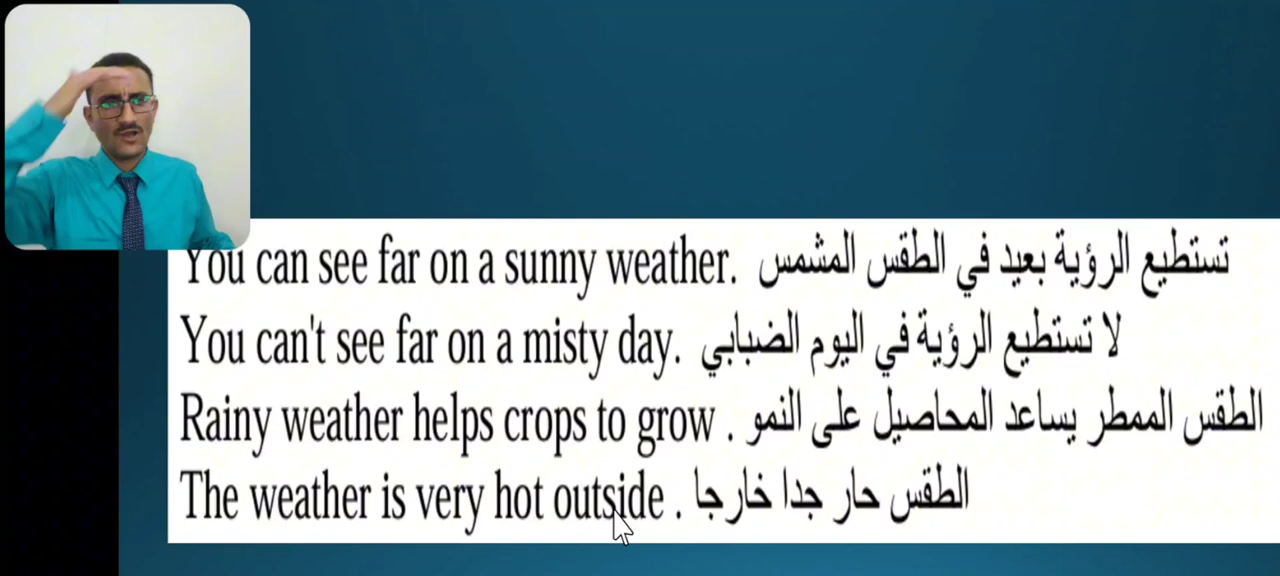 You can see far on a sunny weather. تستطيع الرؤية بعيد في الطقس المشمس
You can't see far on a misty day. لا تستطيع الرؤية في اليوم الضبابي
Rainy weather helps crops to grow . الطقس الممطر يساعد المحاصيل على النمو
The weather is very hot outside . الطقس حار جدا خارجا